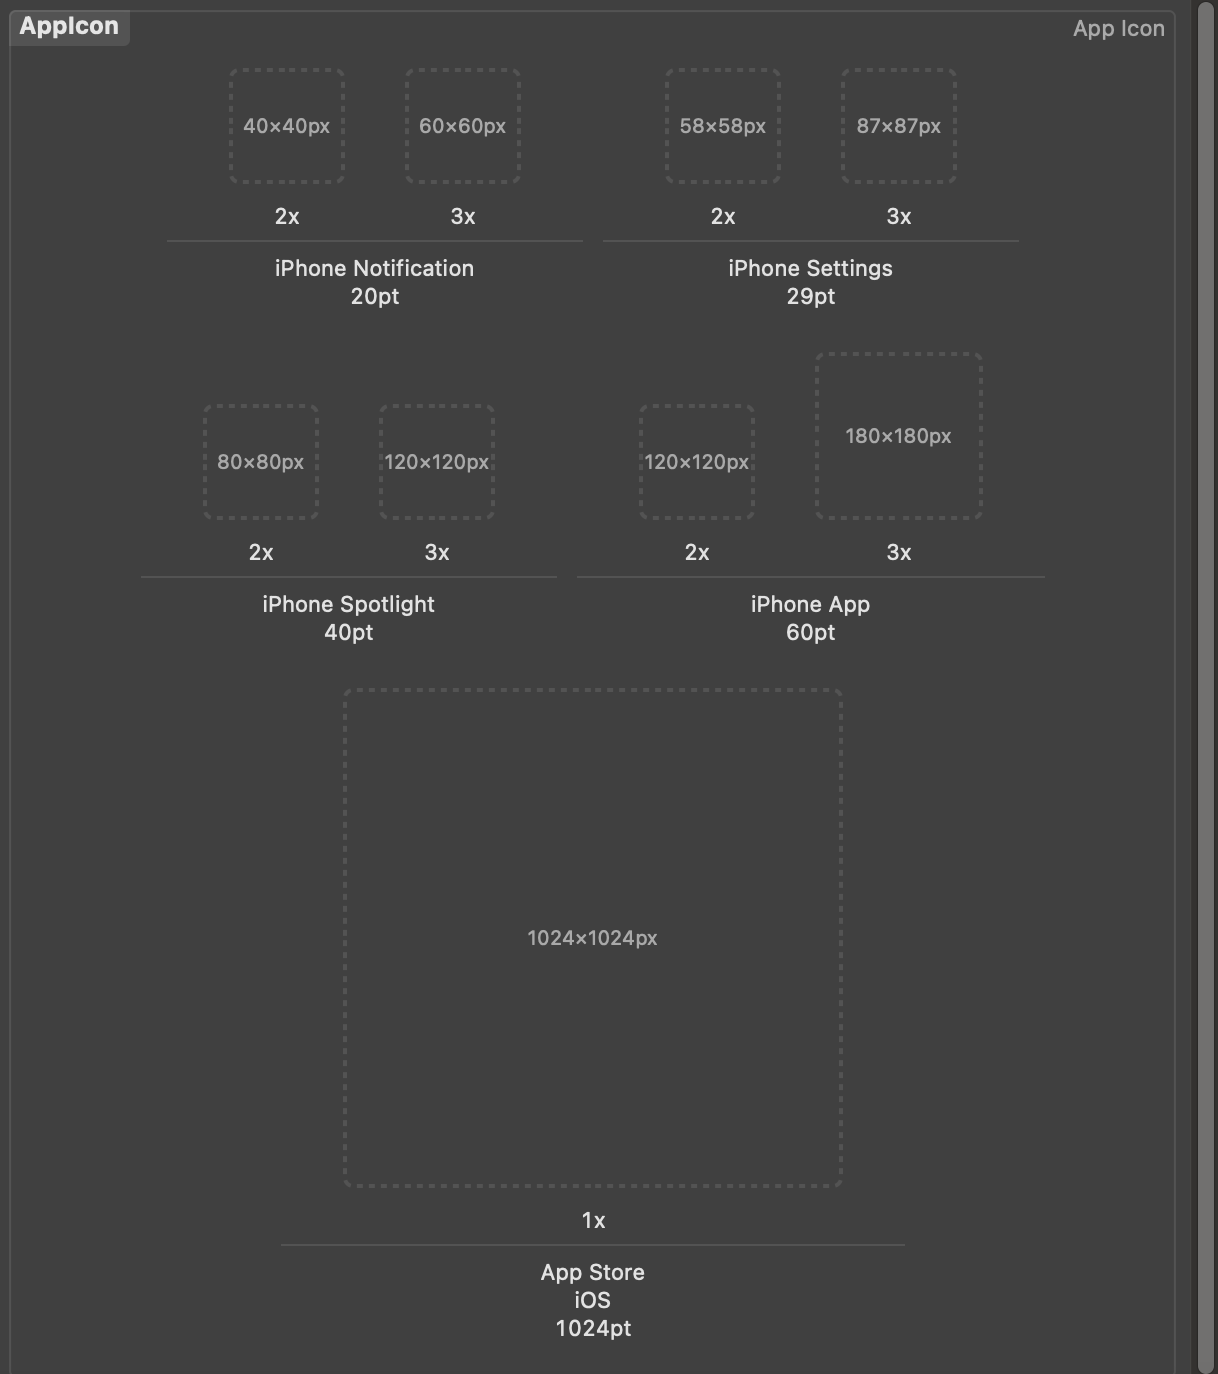 AppIcon
App Icon
40×40px
60×60px
58×58px
87×87px
2x
3x
2x
3x
iPhone Notification
20pt
iPhone Settings
29pt
80×80px
120×120px
120×120px
180×180px
2x
3x
2x
3x
iPhone Spotlight
40pt
iPhone App
60pt
1024×1024px
1x
App Store
iOS
1024pt